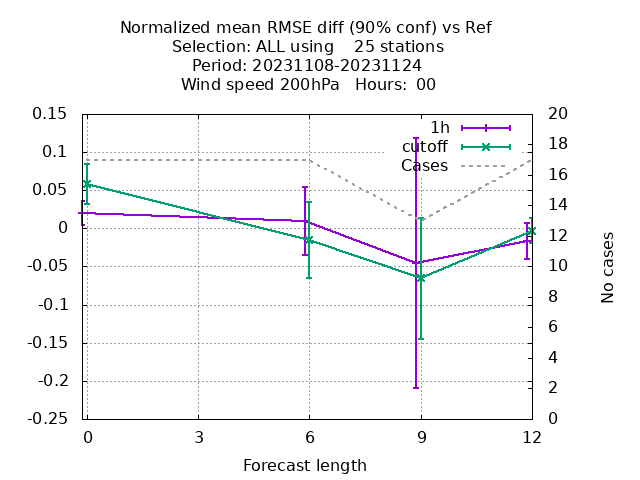 Normalized mean RMSE diff (90% conf) vs Ref
Selection: ALL using    25 stations
Period: 20231108-20231124
Wind speed 200hPa   Hours:  00
0.15
0.1
0.05
0
-0.05
-0.1
-0.15
-0.2
-0.25
20
18
16
14
12
10
8
6
4
2
0
1h
cutoff
Cases
No cases
0
3
6
9
12
Forecast length